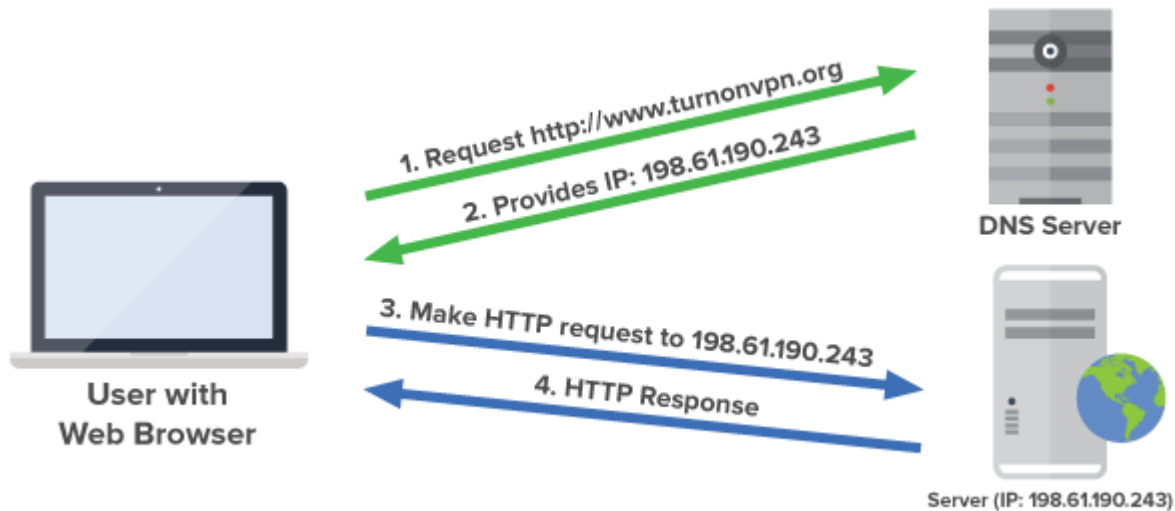 1. Request http://www.turnonvpn.org
2. Provides IP: 198.61.190.243
DNS Server
3. Make HTTP request to 198.61.190.243
4. HTTP Response
User with
Web Browser
Server (IP: 198.61.190.243)